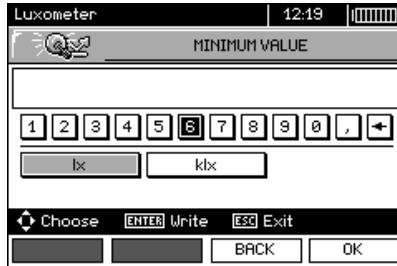 Luxometer 12:19
MINIMUM VALUE
1 2 3 4 5 6 7 8 9 0 ,
lx klx
Choose ENTER Write ESC Exit
BACK OK